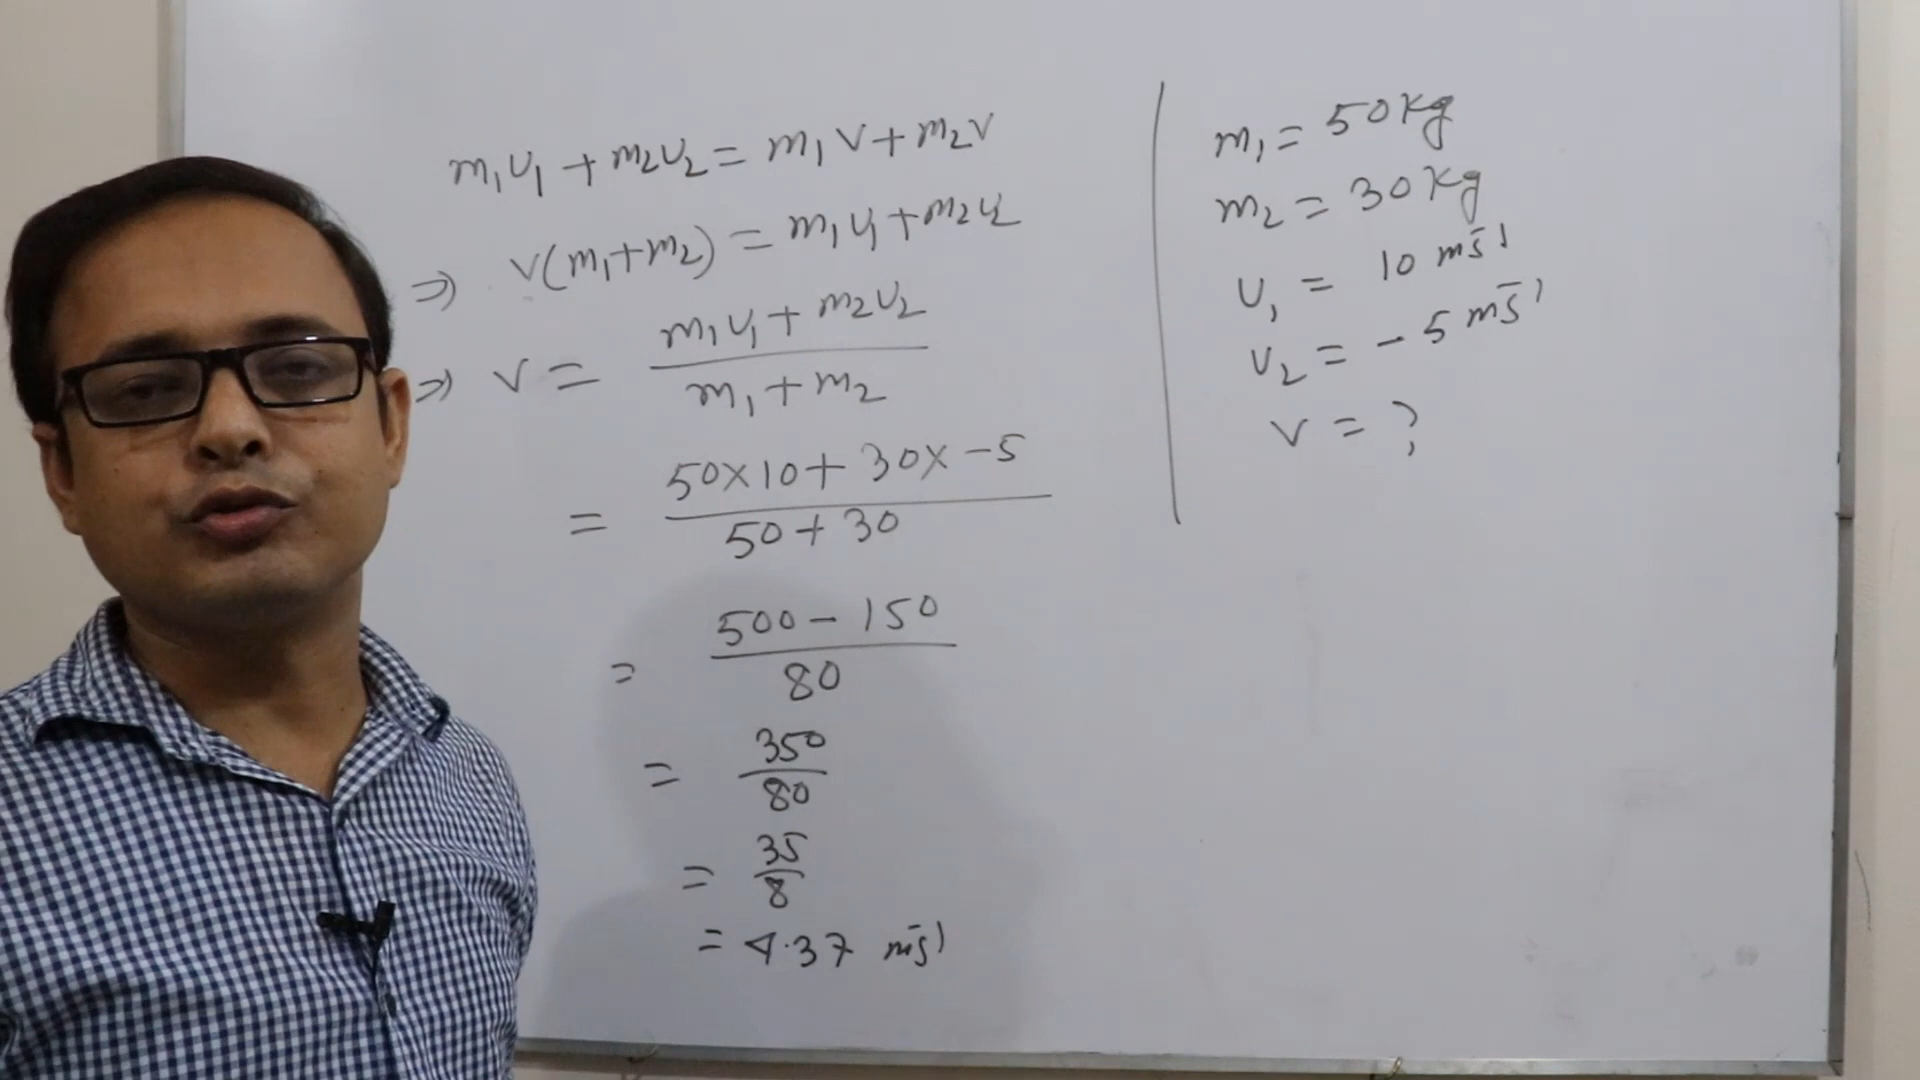 m₁u₁ + m₂u₂ = m₁v + m₂v
⇒ v(m₁+m₂) = m₁u₁+m₂u₂
⇒ v = (m₁u₁ + m₂u₂)/(m₁+m₂)
= (50×10+ 30×-5)/(50+30)
= (500-150)/80
= 350/80
= 35/8
= 4.37 ms⁻¹
m₁ = 50kg
m₂ = 30kg
u₁ = 10 ms⁻¹
u₂ = -5 ms⁻¹
v = ?